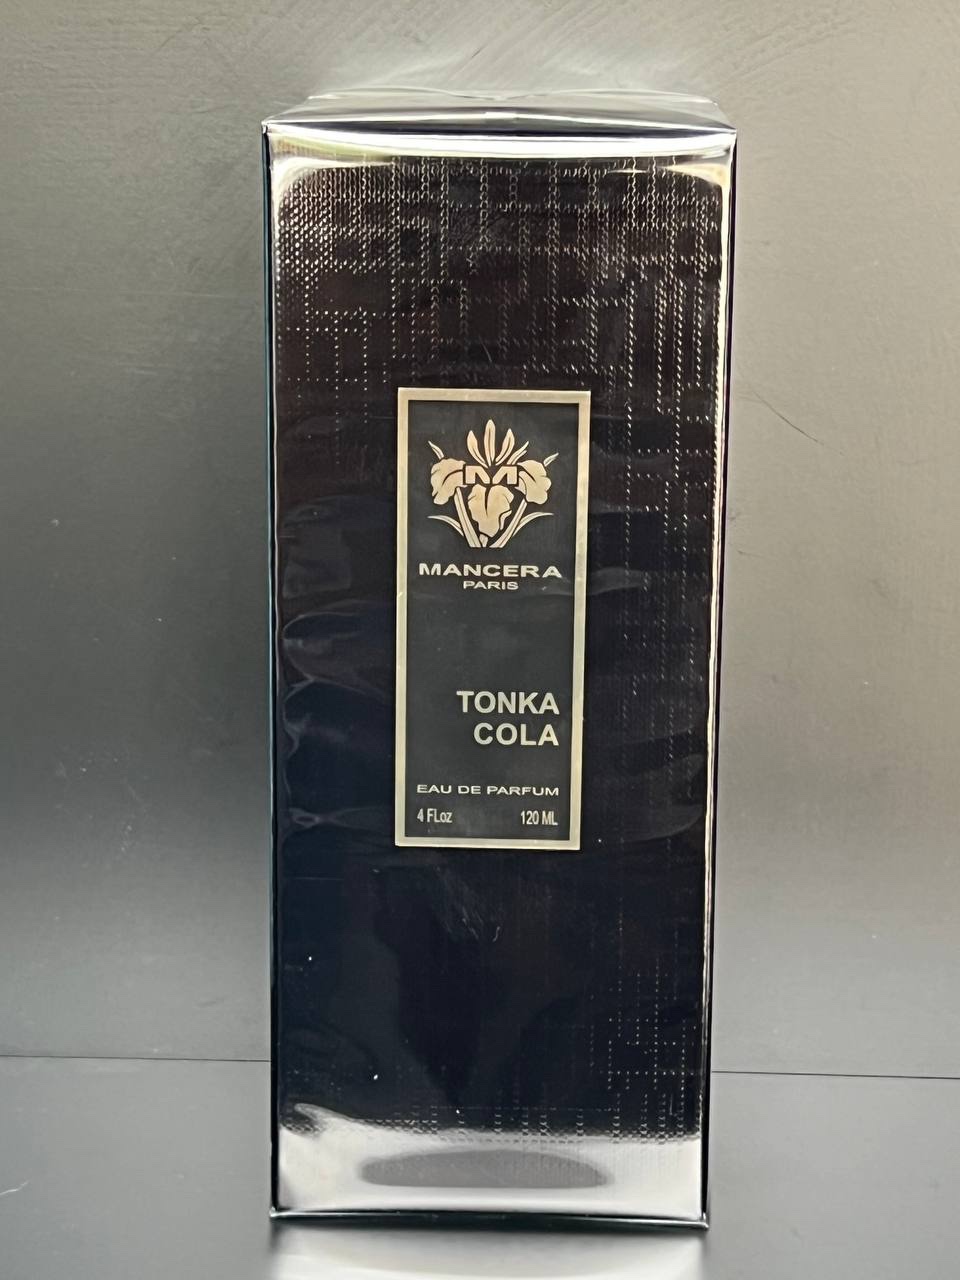 M
MANCERA
PARIS
TONKA
COLA
EAU DE PARFUM
4 FLoz 120 ML